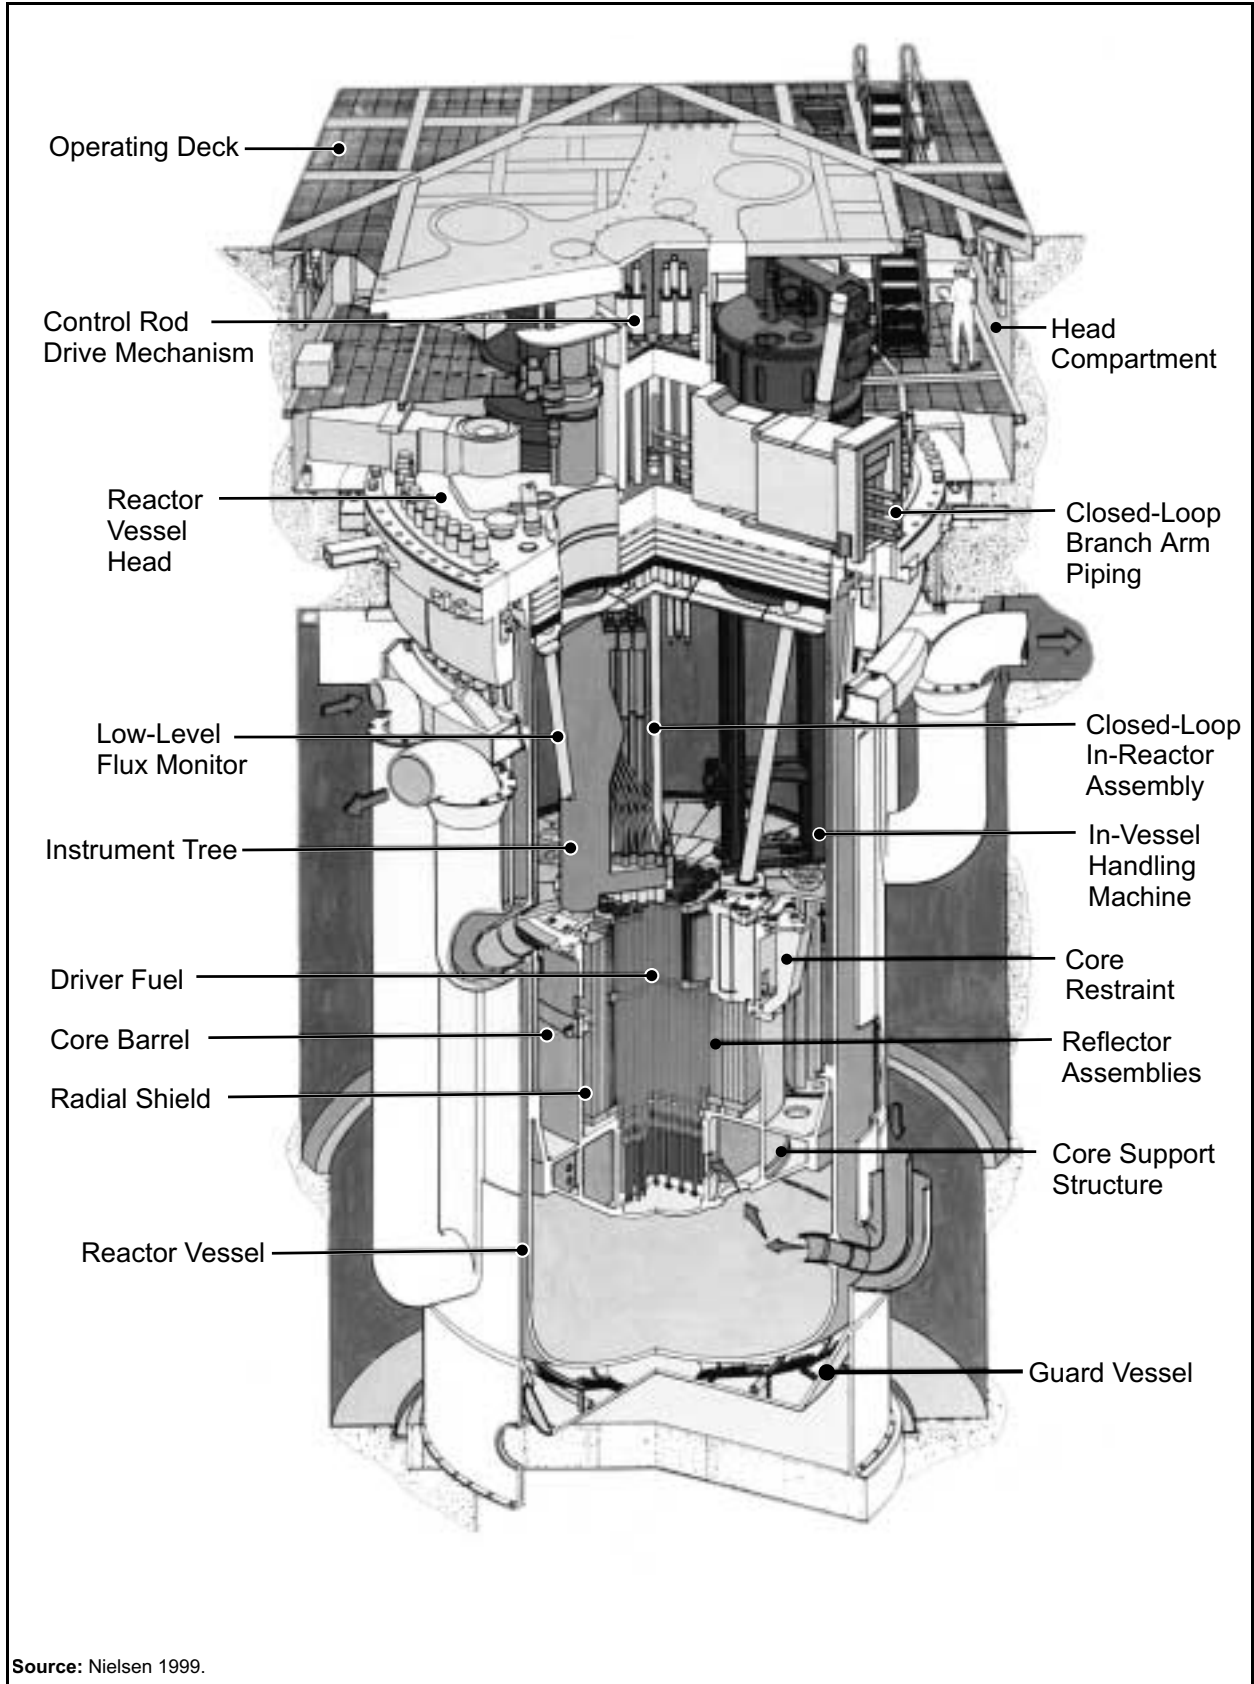 Operating Deck
Control Rod
Drive Mechanism
Head
Compartment
Reactor
Vessel
Head
Closed-Loop
Branch Arm
Piping
Low-Level
Flux Monitor
Closed-Loop
In-Reactor
Assembly
Instrument Tree
In-Vessel
Handling
Machine
Driver Fuel
Core
Restraint
Core Barrel
Reflector
Assemblies
Radial Shield
Core Support
Structure
Reactor Vessel
Guard Vessel
Source: Nielsen 1999.